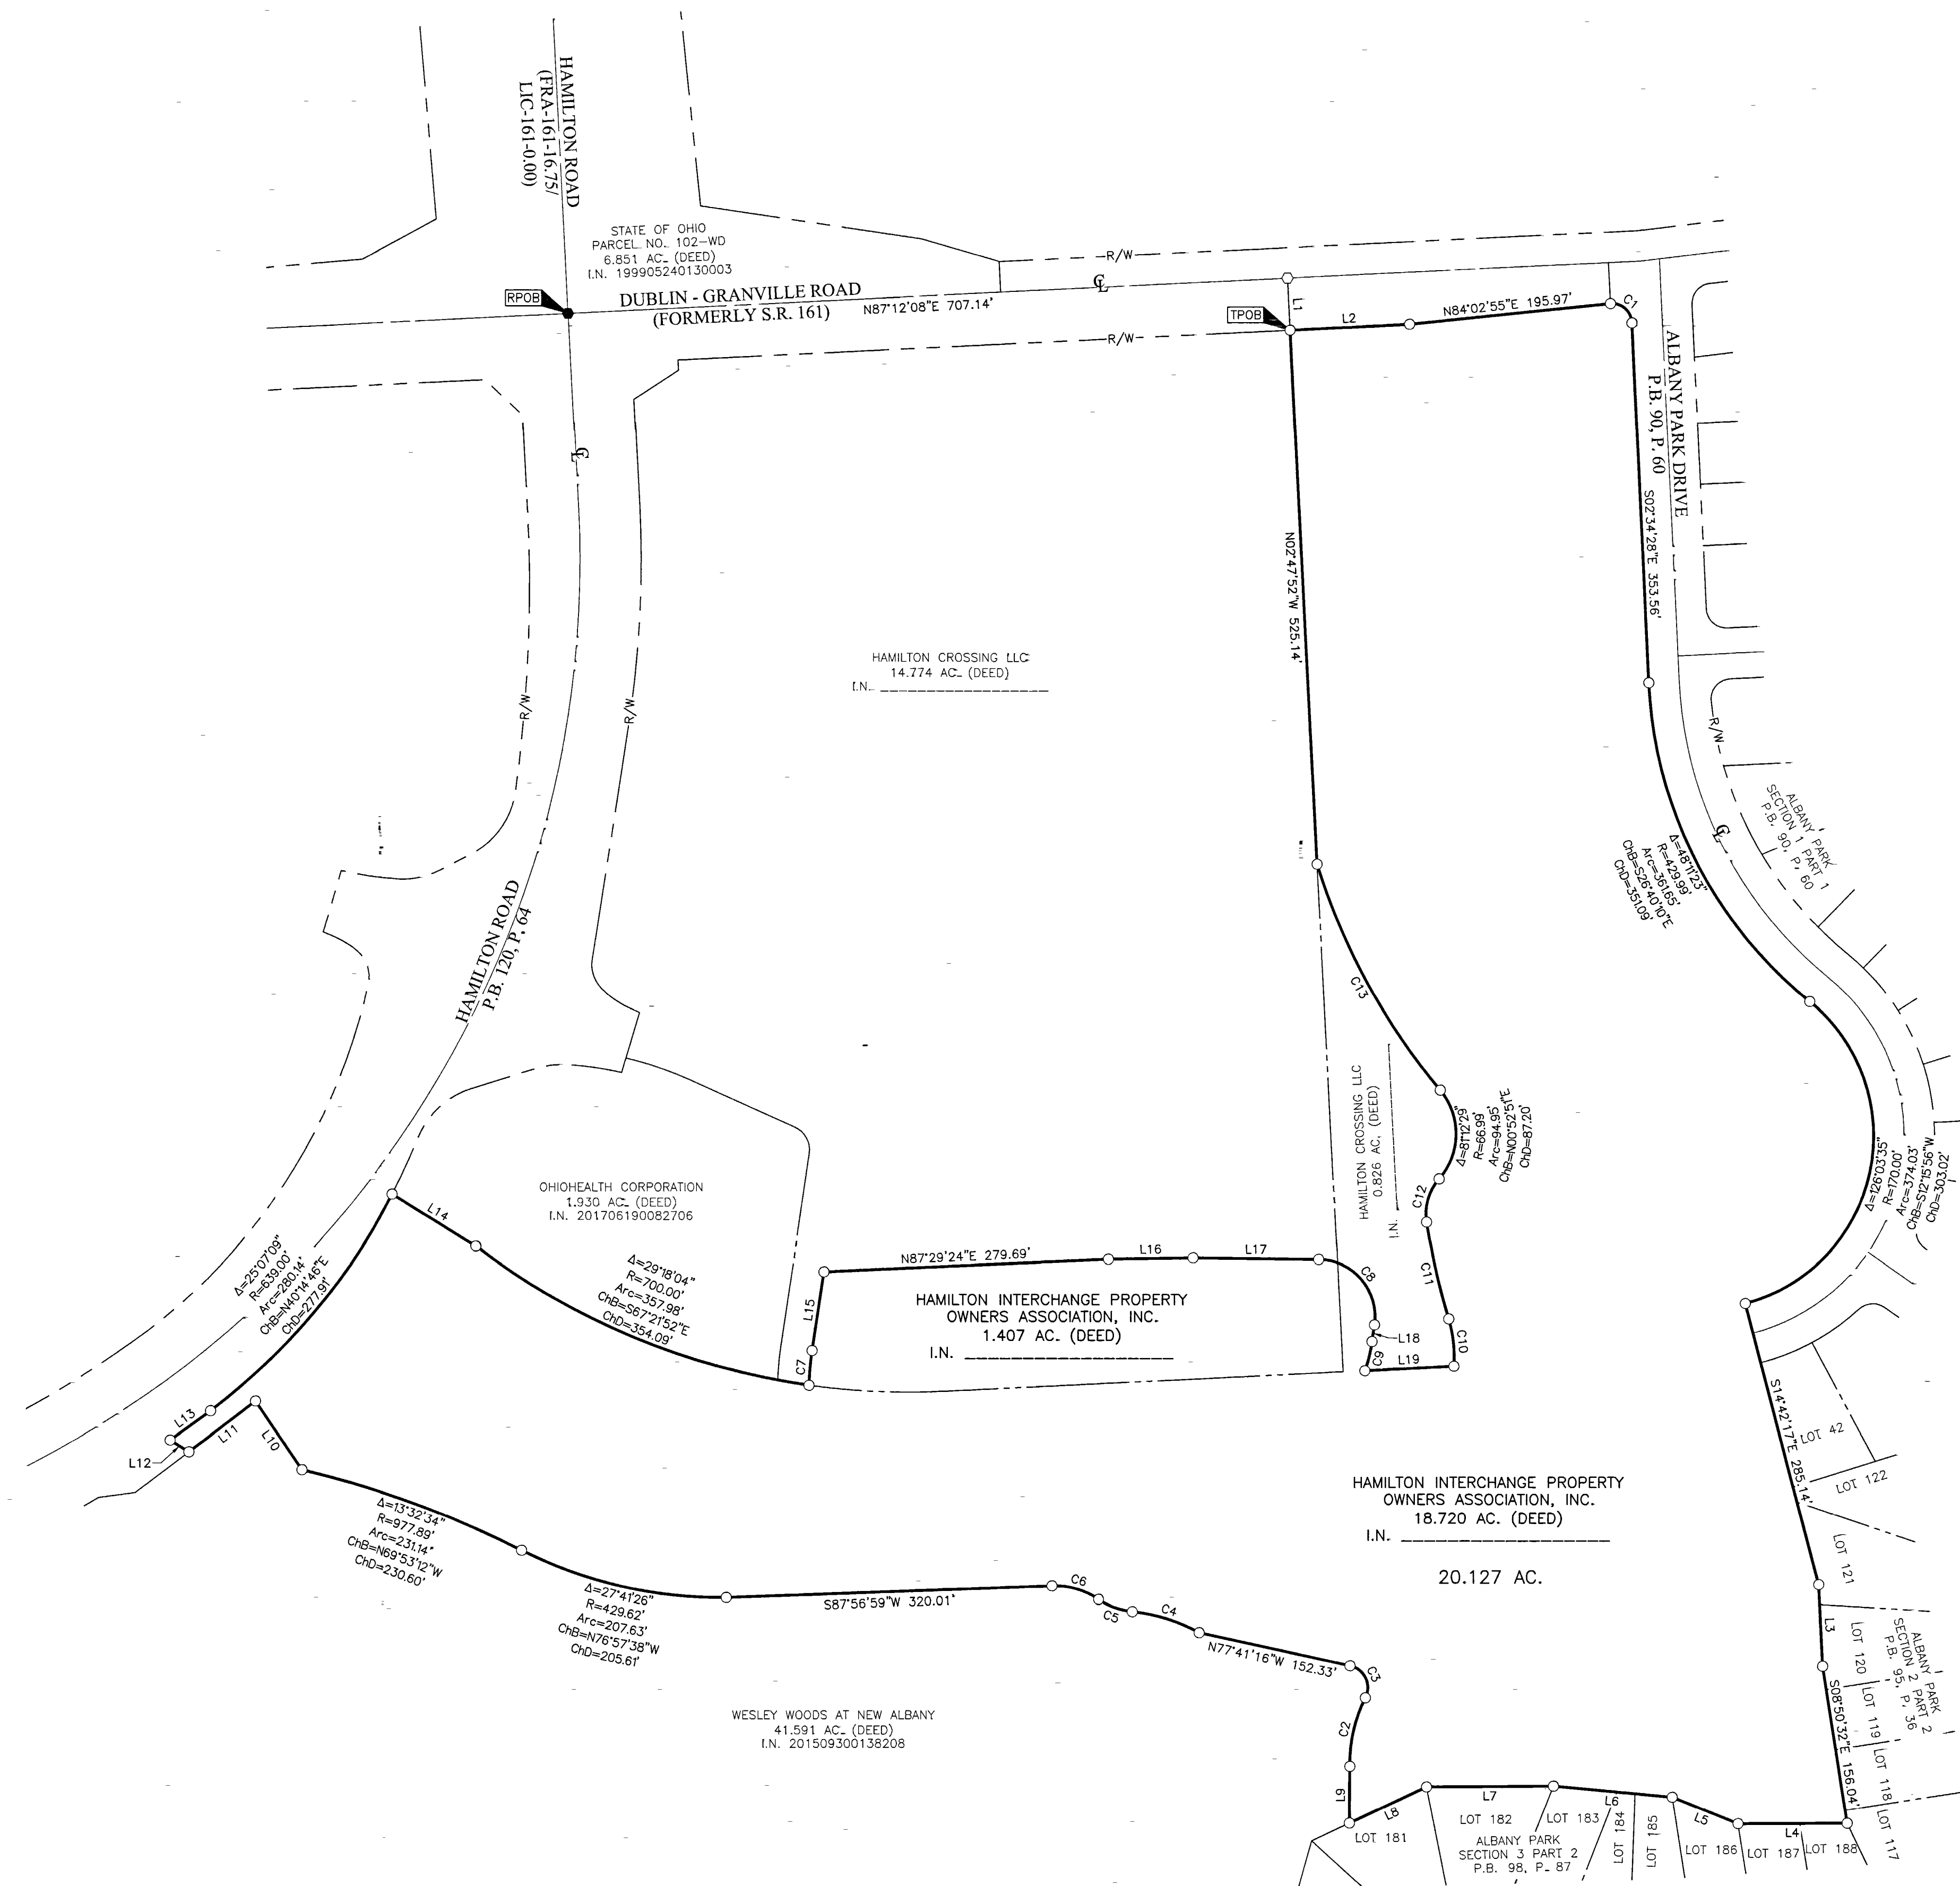 HAMILTON ROAD
(FRA-161-16.75/
LIC-161-0.00)
STATE OF OHIO
PARCEL NO. 102-WD
6.851 AC. (DEED)
I.N. 199905240130003
RPOB
DUBLIN - GRANVILLE ROAD
(FORMERLY S.R. 161)
N87°12'08"E 707.14'
R/W
℄
R/W
L1
TPOB
L2
N84°02'55"E 195.97'
C1
ALBANY PARK DRIVE
P.B. 90, P. 60
S02°34'28"E 353.56'
N02°47'52"W 525.14'
℄
R/W
R/W
HAMILTON CROSSING LLC
14.774 AC. (DEED)
I.N. ___________________
R/W
℄
ALBANY PARK
SECTION 1 PART 1
P.B. 90, P. 60
Δ=48°11'23"
R=429.99'
Arc=361.65'
ChB=S26°40'10"E
ChD=351.09'
HAMILTON ROAD
P.B. 120, P. 64
C13
HAMILTON CROSSING LLC
0.826 AC. (DEED)
I.N.
Δ=81°12'29"
R=66.99'
Arc=94.95'
ChB=N00°52'51"E
ChD=87.20'
Δ=126°03'35"
R=170.00'
Arc=374.03'
ChB=S12°15'56"W
ChD=303.02'
C12
C11
C10
OHIOHEALTH CORPORATION
1.930 AC. (DEED)
I.N. 201706190082706
L14
Δ=25°07'09"
R=639.00'
Arc=280.14'
ChB=N40°14'46"E
ChD=277.91'
Δ=29°18'04"
R=700.00'
Arc=357.98'
ChB=S67°21'52"E
ChD=354.09'
N87°29'24"E 279.69'
L16
L17
C8
L15
C7
HAMILTON INTERCHANGE PROPERTY
OWNERS ASSOCIATION, INC.
1.407 AC. (DEED)
I.N. ___________________
L18
C9
L19
L13
L12
L11
L10
S14°42'17"E 285.14'
LOT 42
LOT 122
LOT 121
HAMILTON INTERCHANGE PROPERTY
OWNERS ASSOCIATION, INC.
18.720 AC. (DEED)
I.N. ___________________
20.127 AC.
Δ=13°32'34"
R=977.89'
Arc=231.14'
ChB=N69°53'12"W
ChD=230.60'
Δ=27°41'26"
R=429.62'
Arc=207.63'
ChB=N76°57'38"W
ChD=205.61'
S87°56'59"W 320.01'
C6
C5
C4
N77°41'16"W 152.33'
C3
C2
L3
LOT 120
LOT 119
LOT 118
LOT 117
ALBANY PARK
SECTION 2 PART 2
P.B. 95, P. 36
S08°50'32"E 156.04'
WESLEY WOODS AT NEW ALBANY
41.591 AC. (DEED)
I.N. 201509300138208
L9
L8
L7
L6
L5
L4
LOT 181
LOT 182
LOT 183
LOT 184
LOT 185
LOT 186
LOT 187
LOT 188
ALBANY PARK
SECTION 3 PART 2
P.B. 98, P. 87